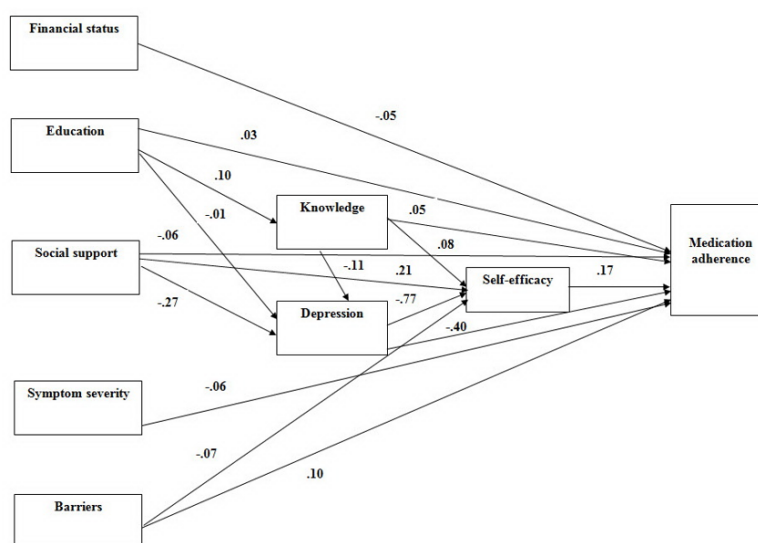 Financial status
-.05
Education
.03
.10
-.01
Knowledge
.05
Medication
adherence
Social support
-.06
.08
-.11
.21
Self-efficacy
.17
-.27
Depression
-.77
-.40
Symptom severity
-.06
-.07
.10
Barriers